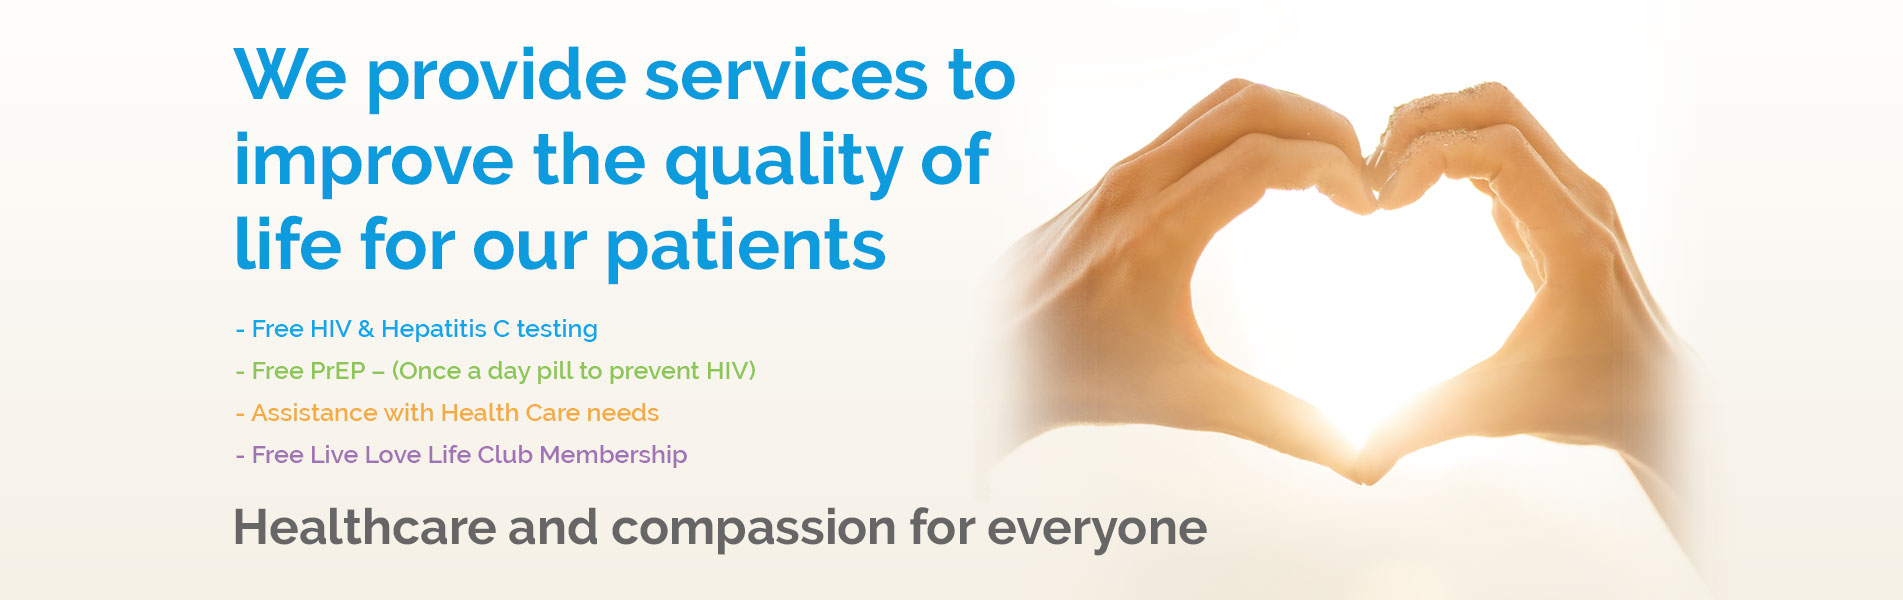 We provide services to
improve the quality of
life for our patients
- Free HIV & Hepatitis C testing
- Free PrEP – (Once a day pill to prevent HIV)
- Assistance with Health Care needs
- Free Live Love Life Club Membership
Healthcare and compassion for everyone